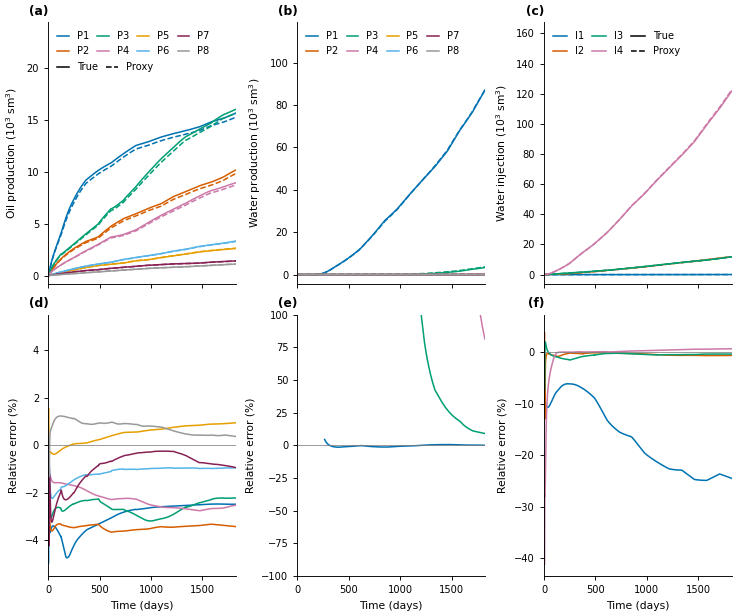 (a) (b) (c)
P1 P3 P5 P7
P2 P4 P6 P8
True Proxy
Oil production (10³ sm³)
20
15
10
5
0
P1 P3 P5 P7
P2 P4 P6 P8
Water production (10³ sm³)
100
80
60
40
20
0
I1 I3 True
I2 I4 Proxy
Water injection (10³ sm³)
160
140
120
100
80
60
40
20
0
(d) (e) (f)
Relative error (%)
4
2
0
−2
−4
0 500 1000 1500
Time (days)
Relative error (%)
100
75
50
25
0
−25
−50
−75
−100
0 500 1000 1500
Time (days)
Relative error (%)
0
−10
−20
−30
−40
0 500 1000 1500
Time (days)